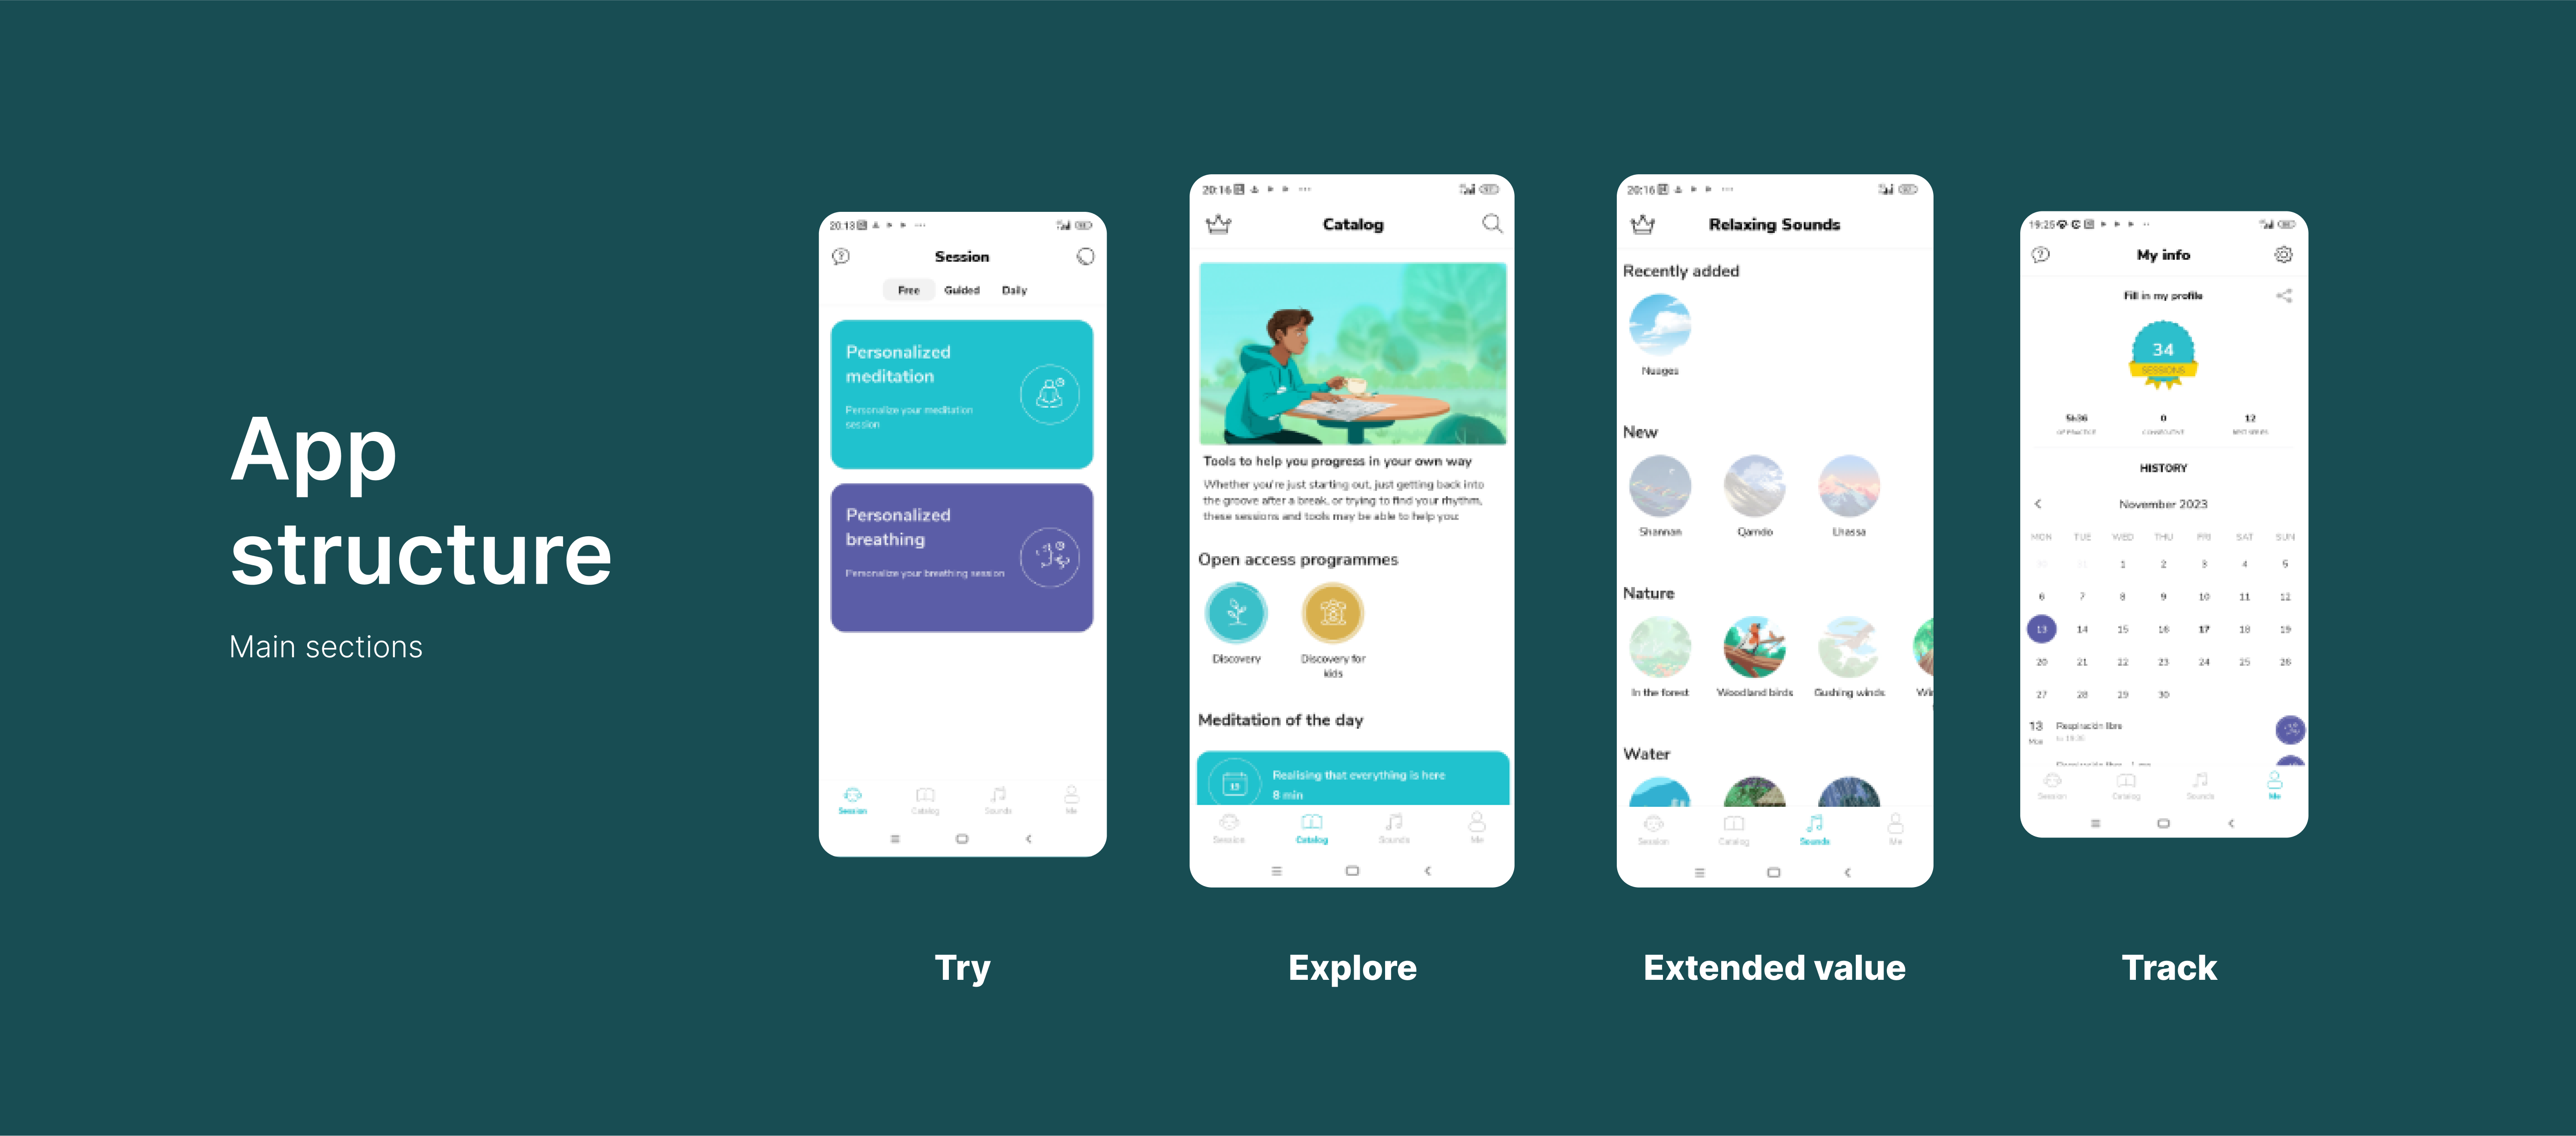 App
structure
Main sections
20:13
Session
Free Guided Daily
Personalized
meditation
Personalize your meditation
session
Personalized
breathing
Personalize your breathing session
Session Catalog Sounds Me
Try
20:16
Catalog
Tools to help you progress in your own way
Whether you're just starting out, just getting back into
the groove after a break, or trying to find your rhythm,
these sessions and tools may be able to help you:
Open access programmes
Discovery Discovery for
kids
Meditation of the day
13 Realising that everything is here
8 min
Session Catalog Sounds Me
Explore
20:16
Relaxing Sounds
Recently added
Nuages
New
Shannan Qamdo Lhassa
Nature
In the forest Woodland birds Gushing winds
Water
Session Catalog Sounds Me
Extended value
19:25
My info
Fill in my profile
34
SESSIONS
5h36 0 12
OF PRACTICE CONSECUTIVE BEST SERIES
HISTORY
November 2023
MON TUE WED THU FRI SAT SUN
30 31 1 2 3 4 5
6 7 8 9 10 11 12
13 14 15 16 17 18 19
20 21 22 23 24 25 26
27 28 29 30
13 Respiración libre
Mon
Session Catalog Sounds Me
Track